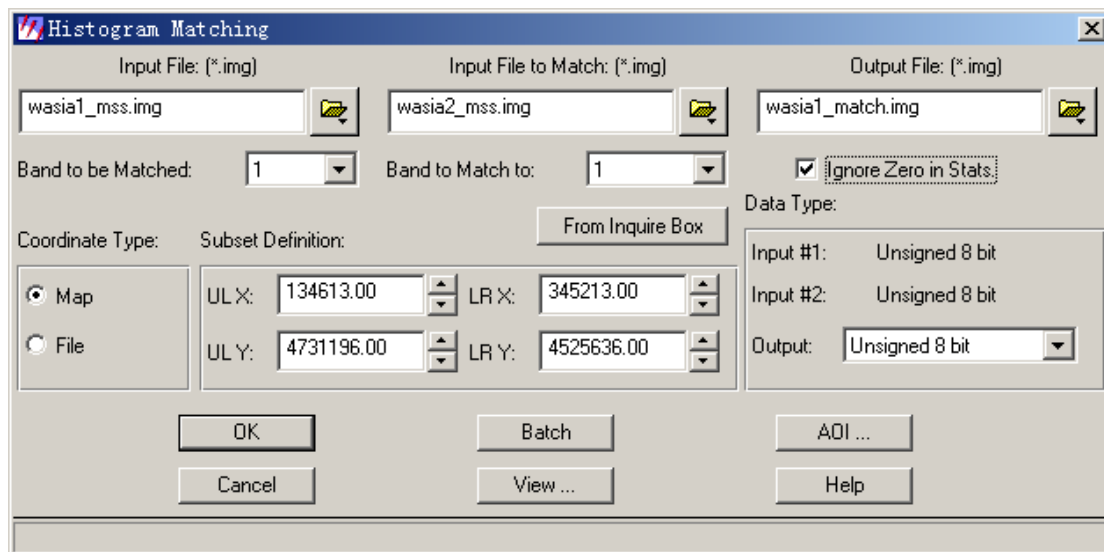 Histogram Matching
Input File: (*.img) Input File to Match: (*.img) Output File: (*.img)
wasia1_mss.img wasia2_mss.img wasia1_match.img
Band to be Matched: 1 Band to Match to: 1 Ignore Zero in Stats.
From Inquire Box Data Type:
Coordinate Type: Subset Definition:
Input #1: Unsigned 8 bit
Map ULX: 134613.00 LR X: 345213.00 Input #2: Unsigned 8 bit
File UL Y: 4731196.00 LR Y: 4525636.00 Output: Unsigned 8 bit
OK Batch AOI ...
Cancel View ... Help